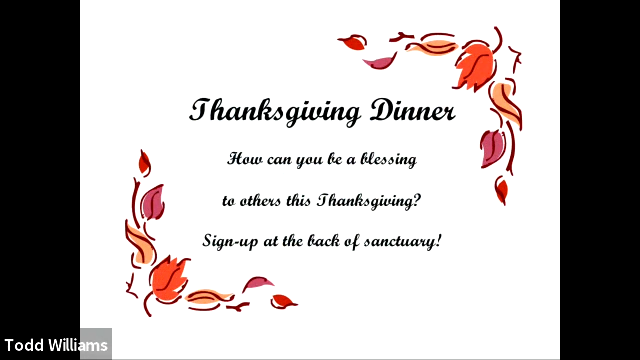 Thanksgiving Dinner
How can you be a blessing
to others this Thanksgiving?
Sign-up at the back of sanctuary!
Todd Williams